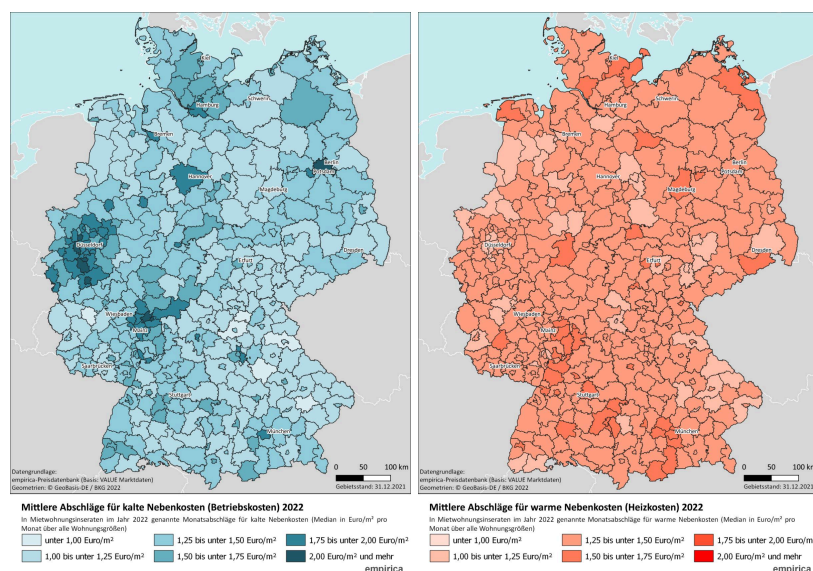 Kiel
Schwerin
Hamburg
Bremen
Berlin
Potsdam
Hannover
Magdeburg
Düsseldorf
Dresden
Erfurt
Wiesbaden
Mainz
Saarbrücken
Stuttgart
München
Datengrundlage:
empirica-Preisdatenbank (Basis: VALUE Marktdaten)
Geometrien: © GeoBasis-DE / BKG 2022
0 50 100 km
Gebietsstand: 31.12.2021
Mittlere Abschläge für kalte Nebenkosten (Betriebskosten) 2022
In Mietwohnungsinseraten im Jahr 2022 genannte Monatsabschläge für kalte Nebenkosten (Median in Euro/m² pro
Monat über alle Wohnungsgrößen)
unter 1,00 Euro/m² 1,25 bis unter 1,50 Euro/m² 1,75 bis unter 2,00 Euro/m²
1,00 bis unter 1,25 Euro/m² 1,50 bis unter 1,75 Euro/m² 2,00 Euro/m² und mehr
empirica
Kiel
Schwerin
Hamburg
Bremen
Berlin
Potsdam
Hannover
Magdeburg
Düsseldorf
Dresden
Erfurt
Wiesbaden
Mainz
Saarbrücken
Stuttgart
München
Datengrundlage:
empirica-Preisdatenbank (Basis: VALUE Marktdaten)
Geometrien: © GeoBasis-DE / BKG 2022
0 50 100 km
Gebietsstand: 31.12.2021
Mittlere Abschläge für warme Nebenkosten (Heizkosten) 2022
In Mietwohnungsinseraten im Jahr 2022 genannte Monatsabschläge für warme Nebenkosten (Median in Euro/m² pro
Monat über alle Wohnungsgrößen)
unter 1,00 Euro/m² 1,25 bis unter 1,50 Euro/m² 1,75 bis unter 2,00 Euro/m²
1,00 bis unter 1,25 Euro/m² 1,50 bis unter 1,75 Euro/m² 2,00 Euro/m² und mehr
empirica